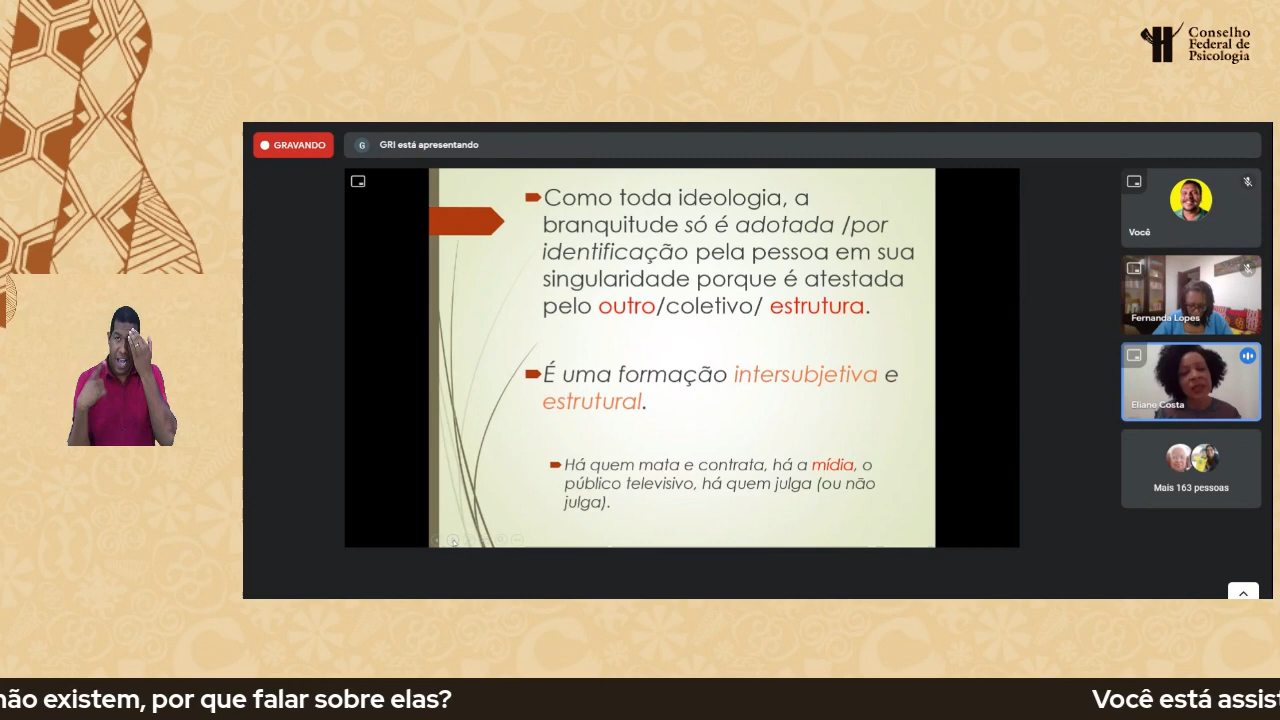 Conselho
Federal de
Psicologia
GRAVANDO
G
GRI está apresentando
Como toda ideologia, a
branquitude só é adotada /por
identificação pela pessoa em sua
singularidade porque é atestada
pelo outro/coletivo/ estrutura.
É uma formação intersubjetiva e
estrutural.
Há quem mata e contrata, há a mídia, o
público televisivo, há quem julga (ou não
julga).
Você
Fernanda Lopes
Eliane Costa
Mais 163 pessoas
não existem, por que falar sobre elas?
Você está assist